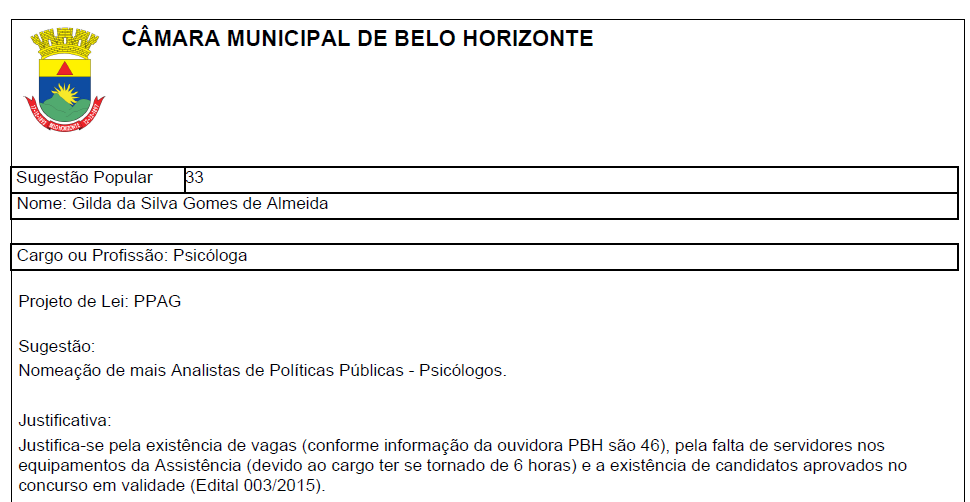 CÂMARA MUNICIPAL DE BELO HORIZONTE
Sugestão Popular 33
Nome: Gilda da Silva Gomes de Almeida
Cargo ou Profissão: Psicóloga
Projeto de Lei: PPAG
Sugestão:
Nomeação de mais Analistas de Políticas Públicas - Psicólogos.
Justificativa:
Justifica-se pela existência de vagas (conforme informação da ouvidora PBH são 46), pela falta de servidores nos
equipamentos da Assistência (devido ao cargo ter se tornado de 6 horas) e a existência de candidatos aprovados no
concurso em validade (Edital 003/2015).